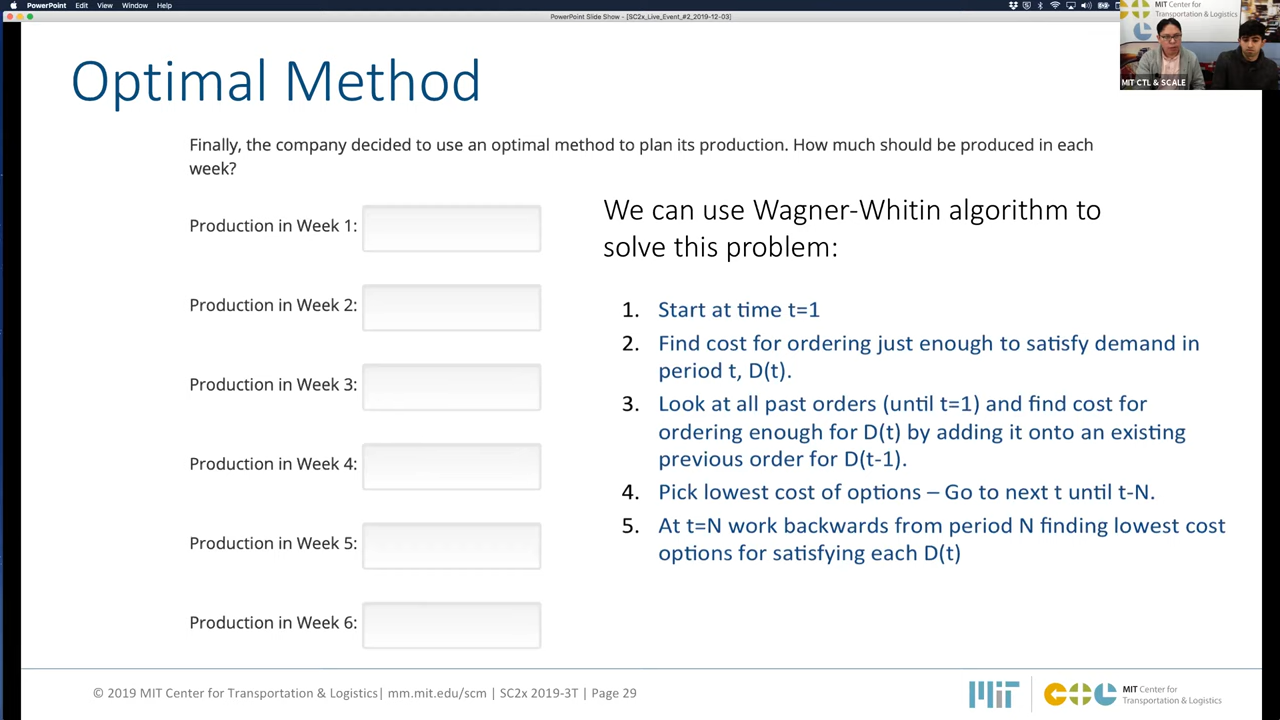 PowerPoint Edit View Window Help
PowerPoint Slide Show - [SC2x_Live_Event_#2_2019-12-03]
MIT Center for
Transportation & Logistics
MIT CTL & SCALE
Optimal Method
Finally, the company decided to use an optimal method to plan its production. How much should be produced in each
week?
We can use Wagner-Whitin algorithm to
solve this problem:
Production in Week 1:
Production in Week 2:
Production in Week 3:
Production in Week 4:
Production in Week 5:
Production in Week 6:
1. Start at time t=1
2. Find cost for ordering just enough to satisfy demand in
period t, D(t).
3. Look at all past orders (until t=1) and find cost for
ordering enough for D(t) by adding it onto an existing
previous order for D(t-1).
4. Pick lowest cost of options – Go to next t until t-N.
5. At t=N work backwards from period N finding lowest cost
options for satisfying each D(t)
© 2019 MIT Center for Transportation & Logistics| mm.mit.edu/scm | SC2x 2019-3T | Page 29
MIT
MIT Center for
Transportation & Logistics